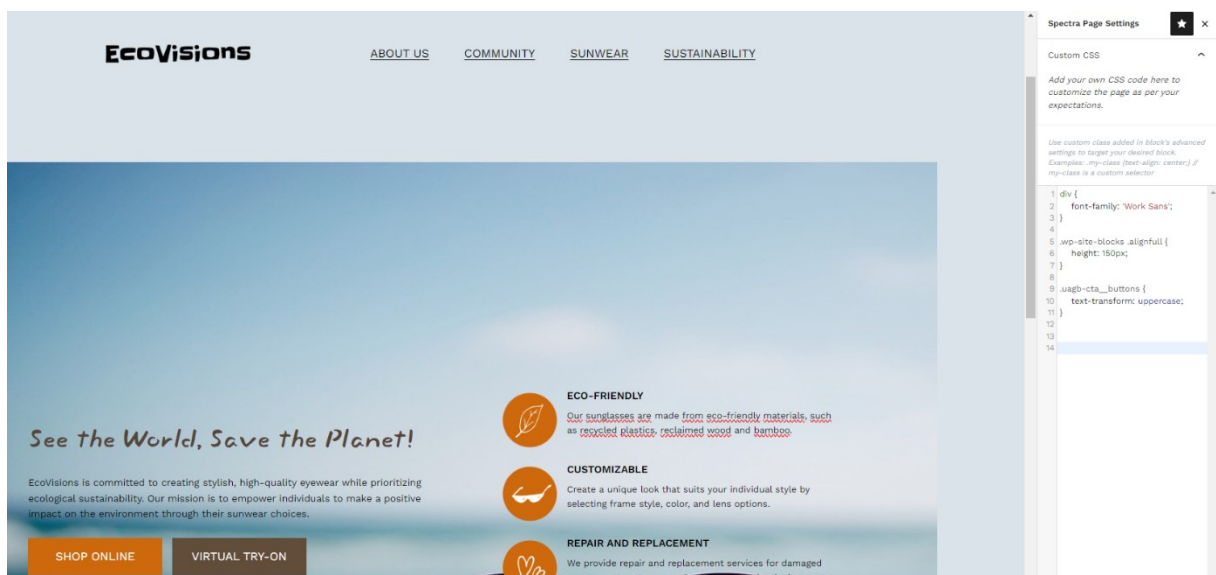 EcoVisions
ABOUT US
COMMUNITY
SUNWEAR
SUSTAINABILITY
See the World, Save the Planet!
EcoVisions is committed to creating stylish, high-quality eyewear while prioritizing
ecological sustainability. Our mission is to empower individuals to make a positive
impact on the environment through their sunwear choices.
SHOP ONLINE
VIRTUAL TRY-ON
ECO-FRIENDLY
Our sunglasses are made from eco-friendly materials, such
as recycled plastics, reclaimed wood and bamboo.
CUSTOMIZABLE
Create a unique look that suits your individual style by
selecting frame style, color, and lens options.
REPAIR AND REPLACEMENT
We provide repair and replacement services for damaged
Spectra Page Settings
Custom CSS
Add your own CSS code here to
customize the page as per your
expectations.
Use custom class added in block's advanced
settings to target your desired block.
Examples: .my-class {text-align: center;} //
my-class is a custom selector
1 div {
2 font-family: 'Work Sans';
3 }
4
5 .wp-site-blocks .alignfull {
6 height: 150px;
7 }
8
9 .uagb-cta__buttons {
10 text-transform: uppercase;
11 }
12
13
14